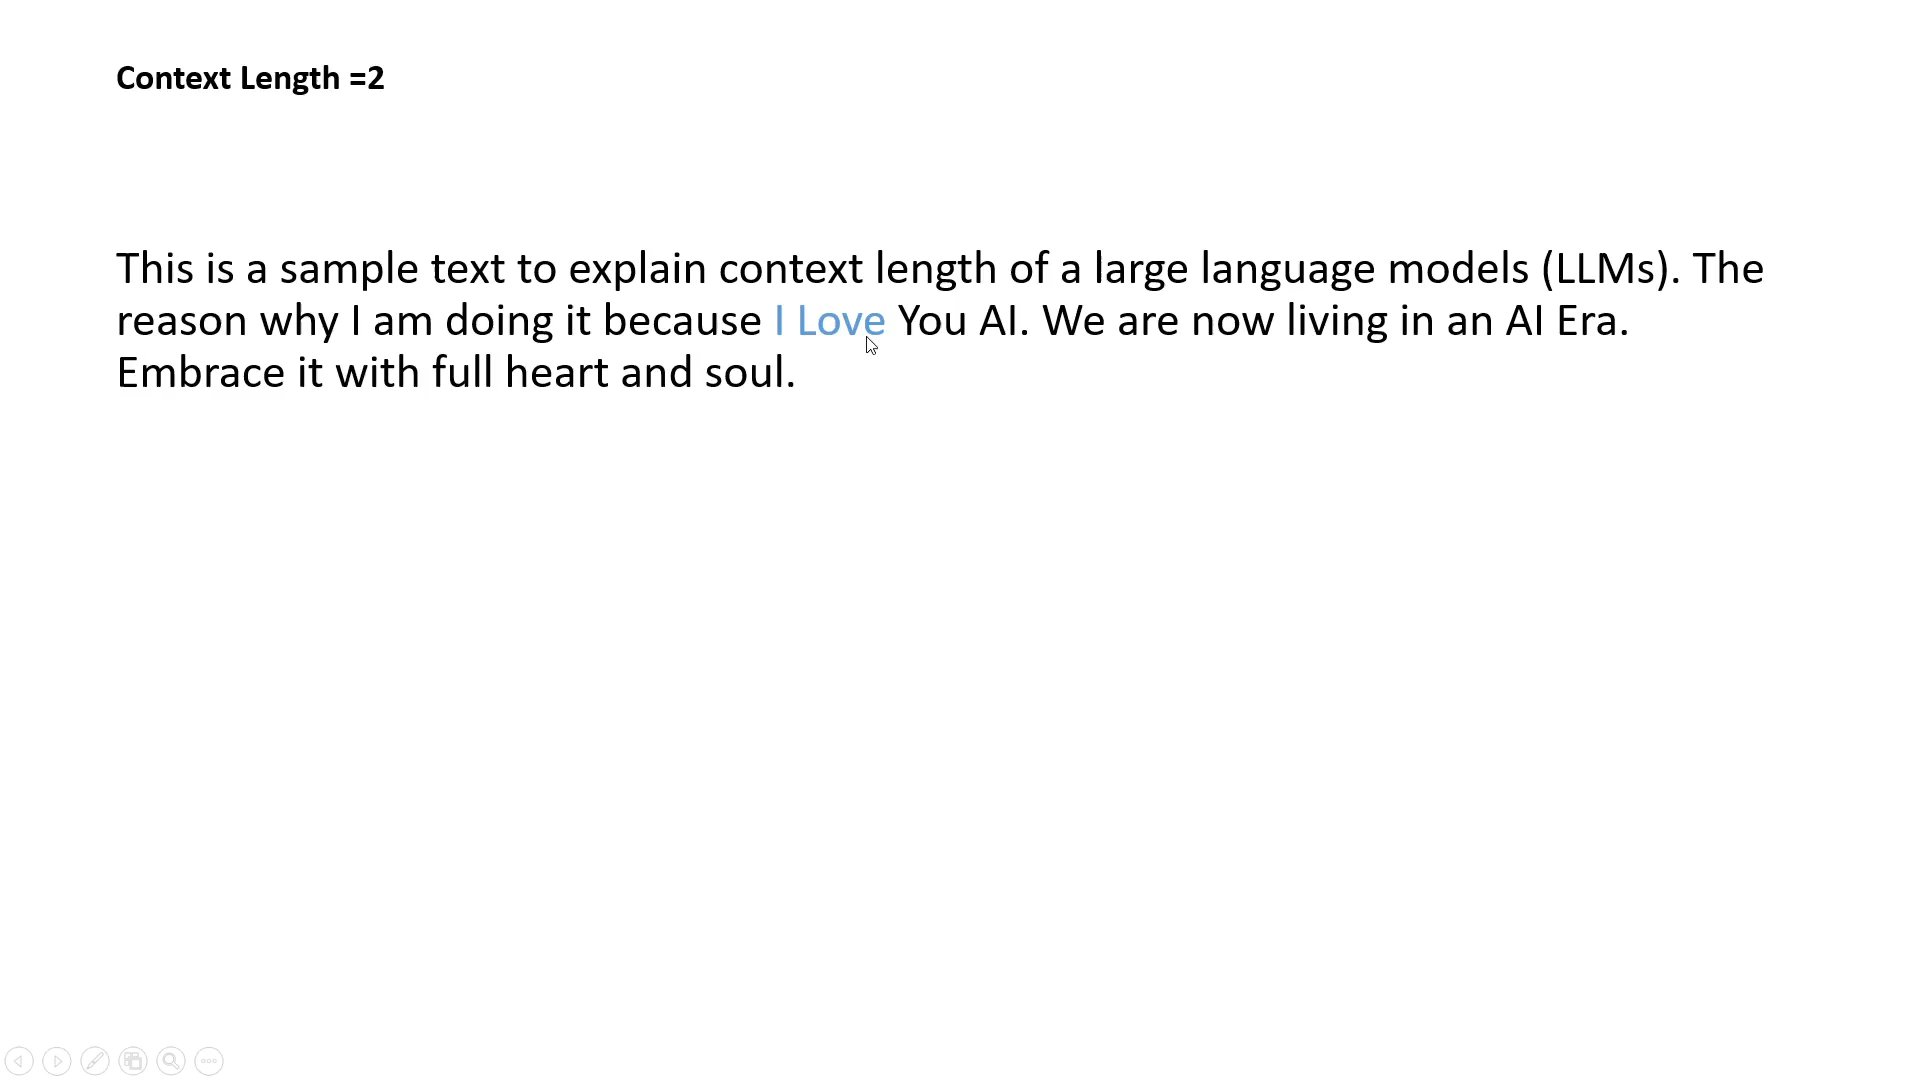 Context Length =2
This is a sample text to explain context length of a large language models (LLMs). The
reason why I am doing it because I Love You AI. We are now living in an AI Era.
Embrace it with full heart and soul.